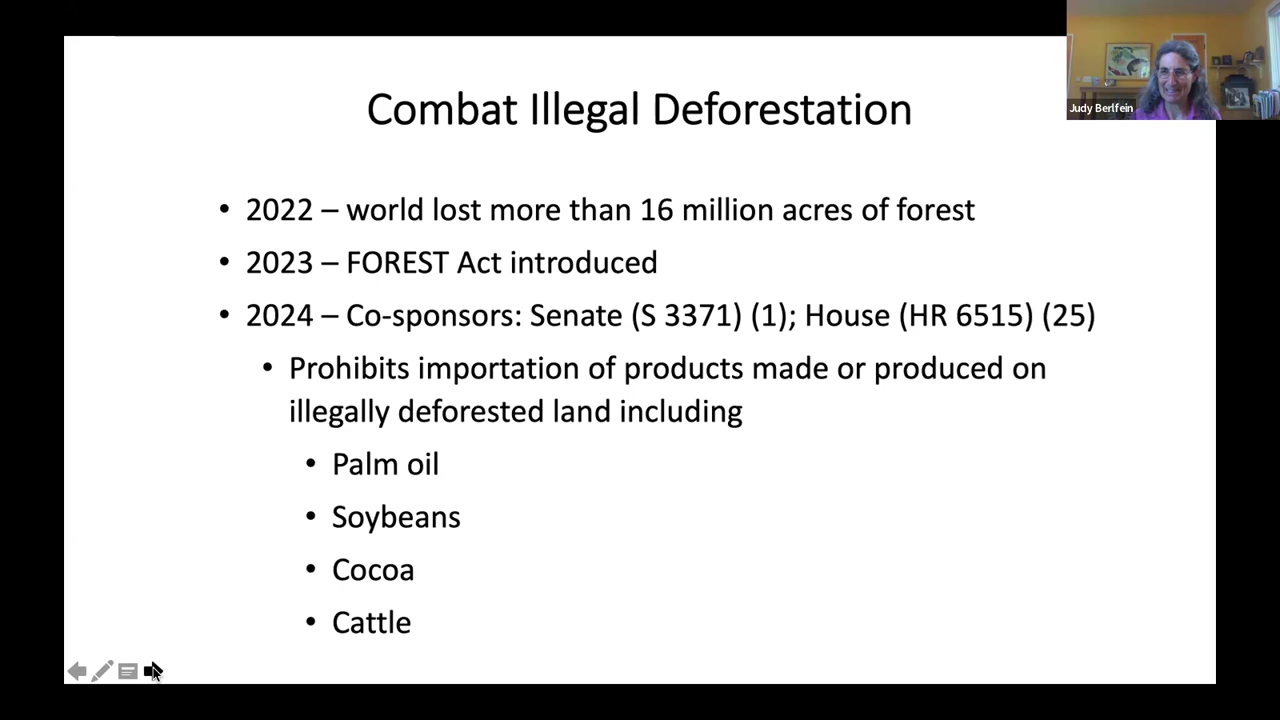 Combat Illegal Deforestation
Judy Berlfein
• 2022 – world lost more than 16 million acres of forest
• 2023 – FOREST Act introduced
• 2024 – Co-sponsors: Senate (S 3371) (1); House (HR 6515) (25)
• Prohibits importation of products made or produced on
illegally deforested land including
• Palm oil
• Soybeans
• Cocoa
• Cattle